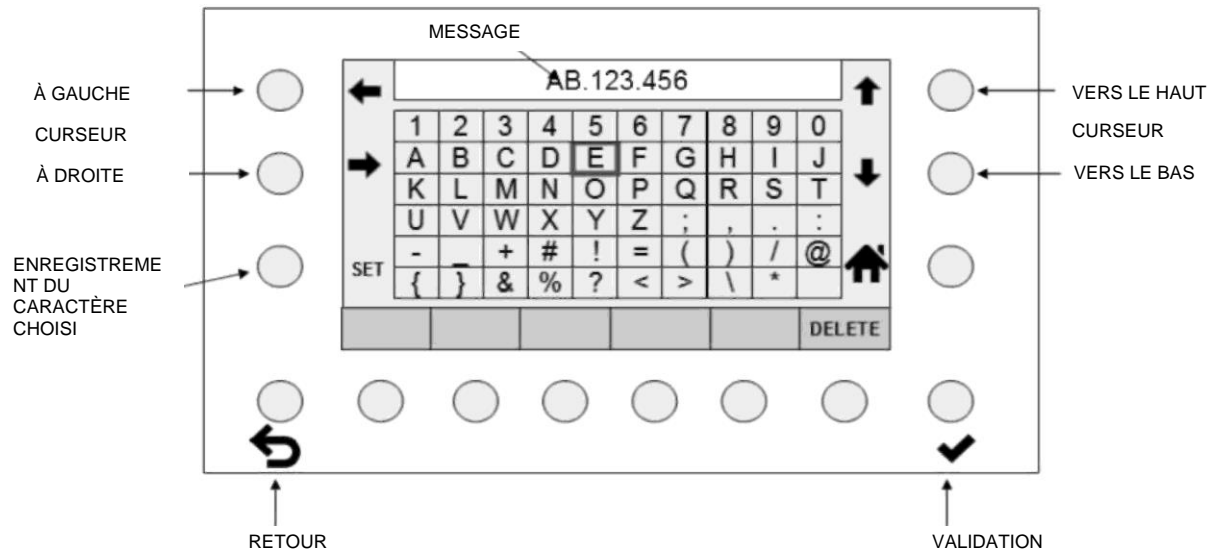 MESSAGE
À GAUCHE
CURSEUR
À DROITE
ENREGISTREME
NT DU
CARACTÈRE
CHOISI
AB.123.456
1 2 3 4 5 6 7 8 9 0
A B C D E F G H I J
K L M N O P Q R S T
U V W X Y Z ; , . :
- _ + # ! = ( ) / @
{ } & % ? < > \ *
SET
DELETE
VERS LE HAUT
CURSEUR
VERS LE BAS
RETOUR
VALIDATION